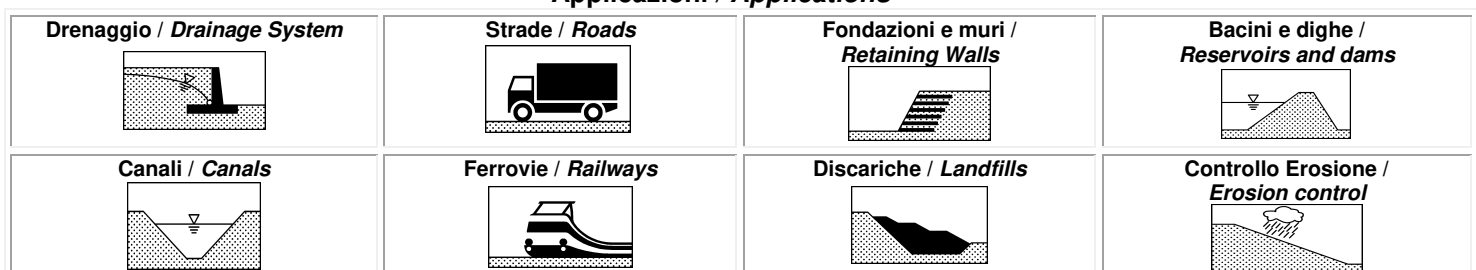 Applicazioni / Applications
Drenaggio / Drainage System
Strade / Roads
Fondazioni e muri /
Retaining Walls
Bacini e dighe /
Reservoirs and dams
Canali / Canals
Ferrovie / Railways
Discariche / Landfills
Controllo Erosione /
Erosion control